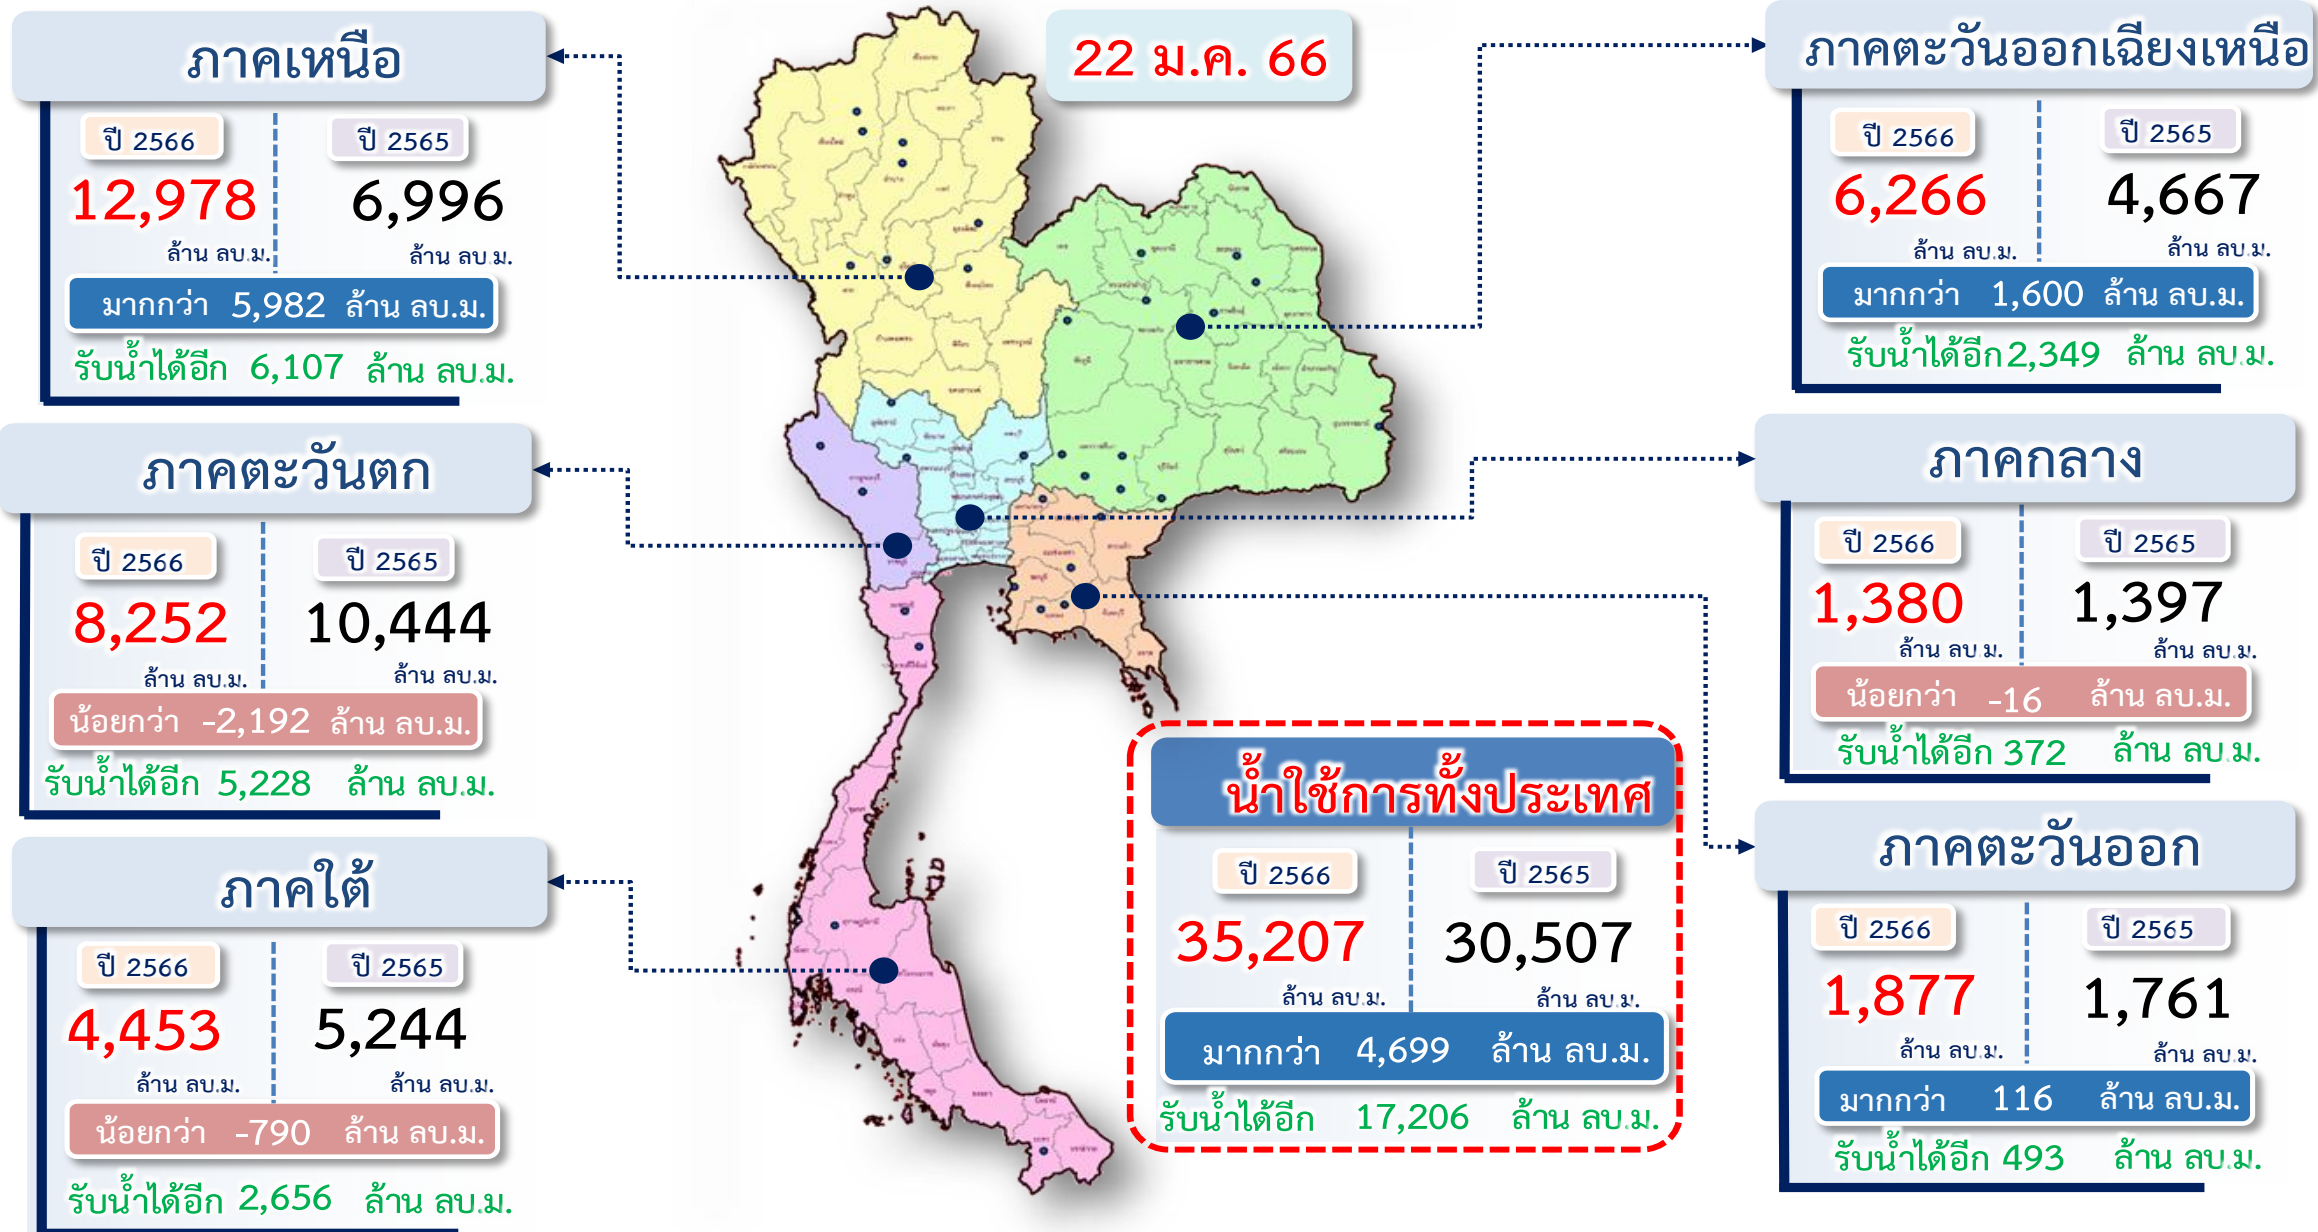 22 ม.ค. 66
ภาคเหนือ
ปี 2566
ปี 2565
12,978
6,996
ล้าน ลบ.ม.
ล้าน ลบ.ม.
มากกว่า 5,982 ล้าน ลบ.ม.
รับน้ำได้อีก 6,107 ล้าน ลบ.ม.
ภาคตะวันตก
ปี 2566
ปี 2565
8,252
10,444
ล้าน ลบ.ม.
ล้าน ลบ.ม.
น้อยกว่า -2,192 ล้าน ลบ.ม.
รับน้ำได้อีก 5,228 ล้าน ลบ.ม.
ภาคใต้
ปี 2566
ปี 2565
4,453
5,244
ล้าน ลบ.ม.
ล้าน ลบ.ม.
น้อยกว่า -790 ล้าน ลบ.ม.
รับน้ำได้อีก 2,656 ล้าน ลบ.ม.
น้ำใช้การทั้งประเทศ
ปี 2566
ปี 2565
35,207
30,507
ล้าน ลบ.ม.
ล้าน ลบ.ม.
มากกว่า 4,699 ล้าน ลบ.ม.
รับน้ำได้อีก 17,206 ล้าน ลบ.ม.
ภาคตะวันออกเฉียงเหนือ
ปี 2566
ปี 2565
6,266
4,667
ล้าน ลบ.ม.
ล้าน ลบ.ม.
มากกว่า 1,600 ล้าน ลบ.ม.
รับน้ำได้อีก 2,349 ล้าน ลบ.ม.
ภาคกลาง
ปี 2566
ปี 2565
1,380
1,397
ล้าน ลบ.ม.
ล้าน ลบ.ม.
น้อยกว่า -16 ล้าน ลบ.ม.
รับน้ำได้อีก 372 ล้าน ลบ.ม.
ภาคตะวันออก
ปี 2566
ปี 2565
1,877
1,761
ล้าน ลบ.ม.
ล้าน ลบ.ม.
มากกว่า 116 ล้าน ลบ.ม.
รับน้ำได้อีก 493 ล้าน ลบ.ม.